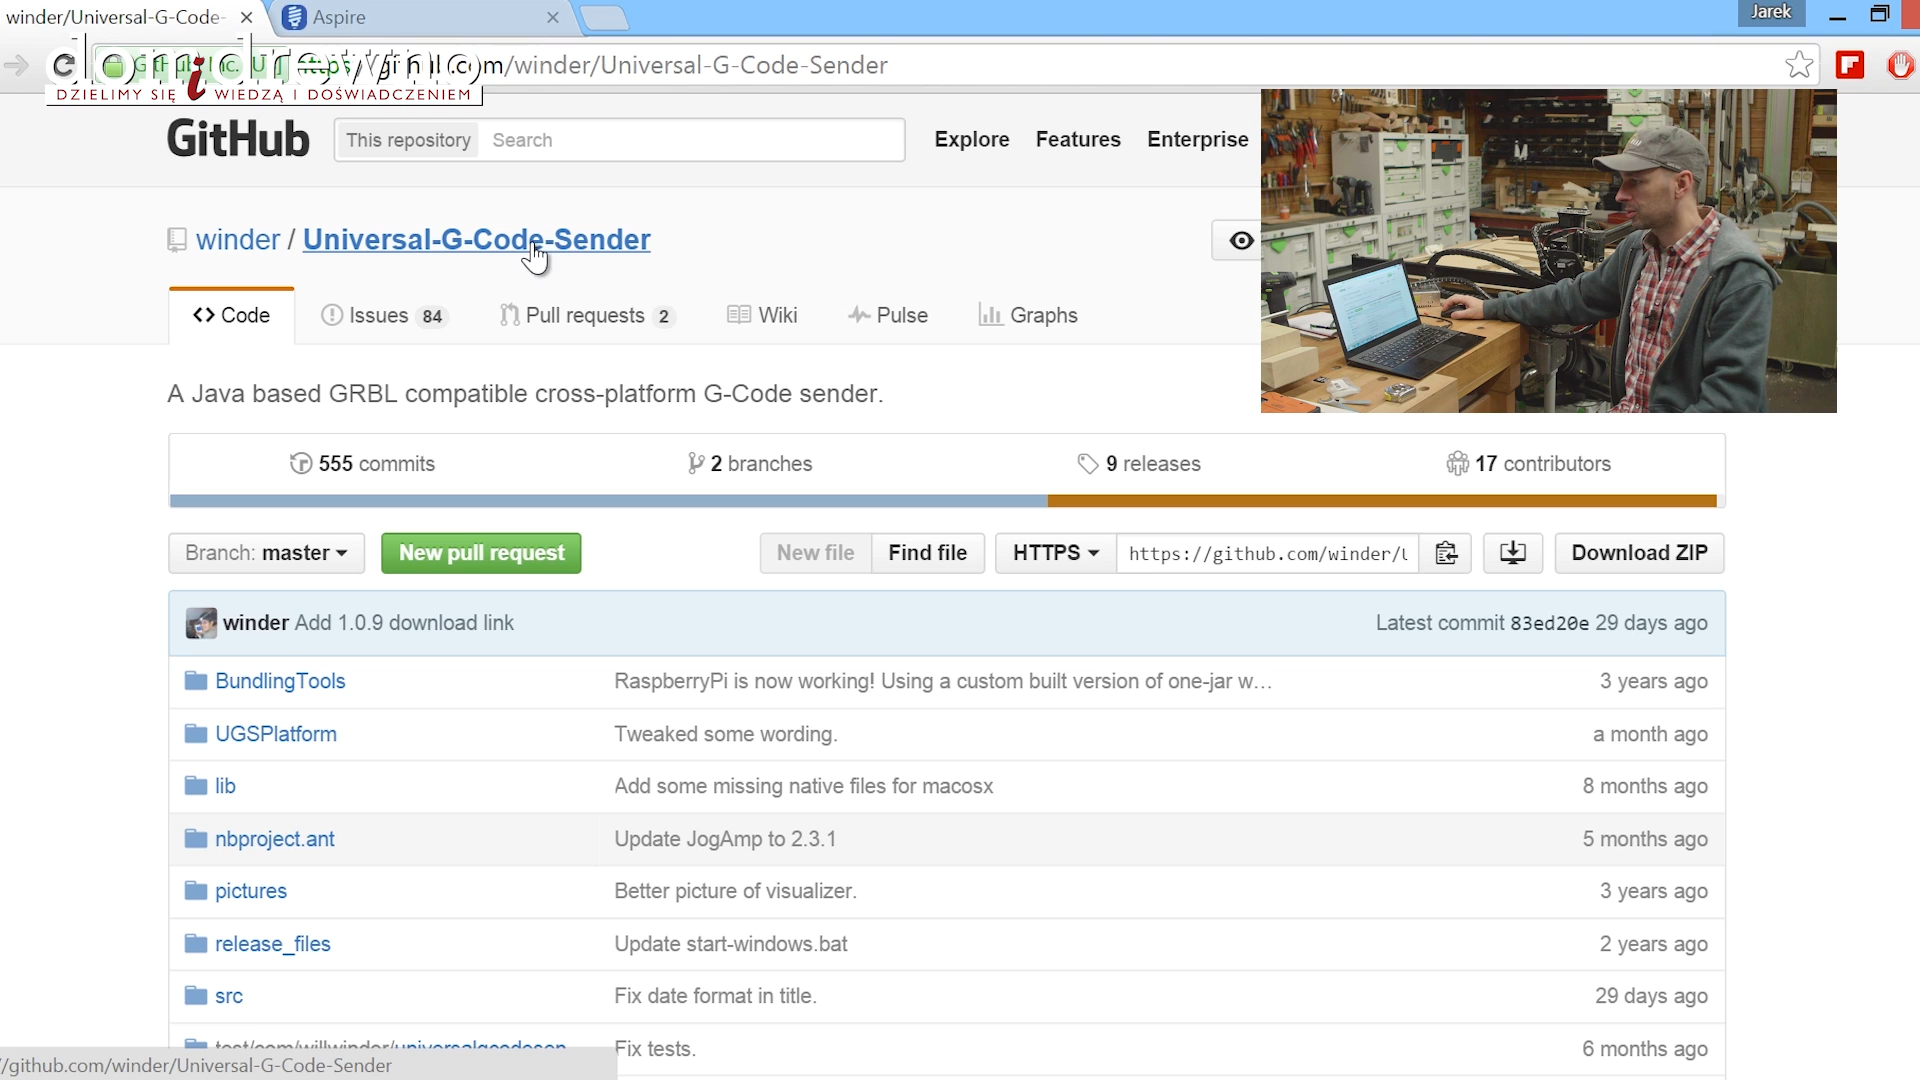 winder/Universal-G-Code-
Aspire
Jarek
domidrewno
DZIELIMY SIĘ WIEDZĄ I DOŚWIADCZENIEM
/winder/Universal-G-Code-Sender
GitHub
This repository
Search
Explore
Features
Enterprise
winder / Universal-G-Code-Sender
Code
Issues 84
Pull requests 2
Wiki
Pulse
Graphs
A Java based GRBL compatible cross-platform G-Code sender.
555 commits
2 branches
9 releases
17 contributors
Branch: master
New pull request
New file
Find file
HTTPS
https://github.com/winder/U
Download ZIP
winder Add 1.0.9 download link
Latest commit 83ed20e 29 days ago
BundlingTools
RaspberryPi is now working! Using a custom built version of one-jar w…
3 years ago
UGSPlatform
Tweaked some wording.
a month ago
lib
Add some missing native files for macosx
8 months ago
nbproject.ant
Update JogAmp to 2.3.1
5 months ago
pictures
Better picture of visualizer.
3 years ago
release_files
Update start-windows.bat
2 years ago
src
Fix date format in title.
29 days ago
test/com/willwinder/universalgcodesen
Fix tests.
6 months ago
/github.com/winder/Universal-G-Code-Sender